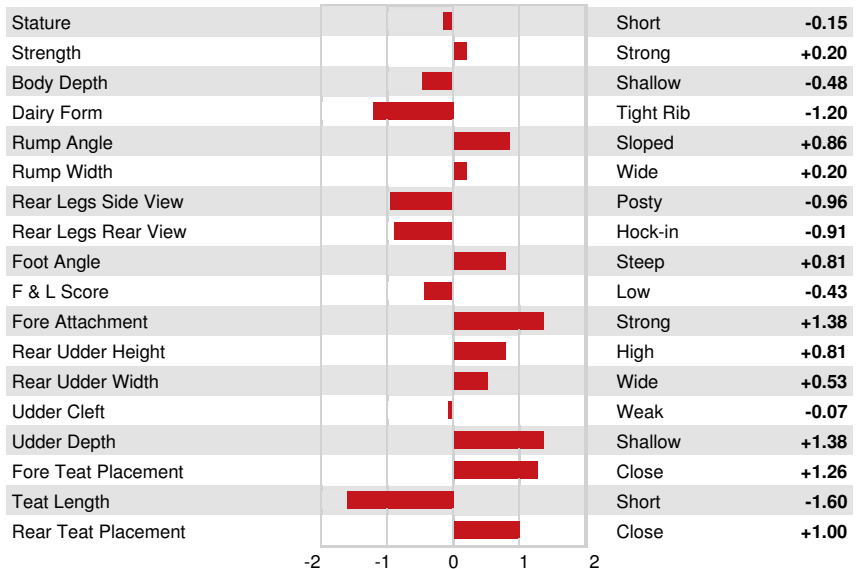 Stature Short -0.15
Strength Strong +0.20
Body Depth Shallow -0.48
Dairy Form Tight Rib -1.20
Rump Angle Sloped +0.86
Rump Width Wide +0.20
Rear Legs Side View Posty -0.96
Rear Legs Rear View Hock-in -0.91
Foot Angle Steep +0.81
F & L Score Low -0.43
Fore Attachment Strong +1.38
Rear Udder Height High +0.81
Rear Udder Width Wide +0.53
Udder Cleft Weak -0.07
Udder Depth Shallow +1.38
Fore Teat Placement Close +1.26
Teat Length Short -1.60
Rear Teat Placement Close +1.00
-2 -1 0 1 2